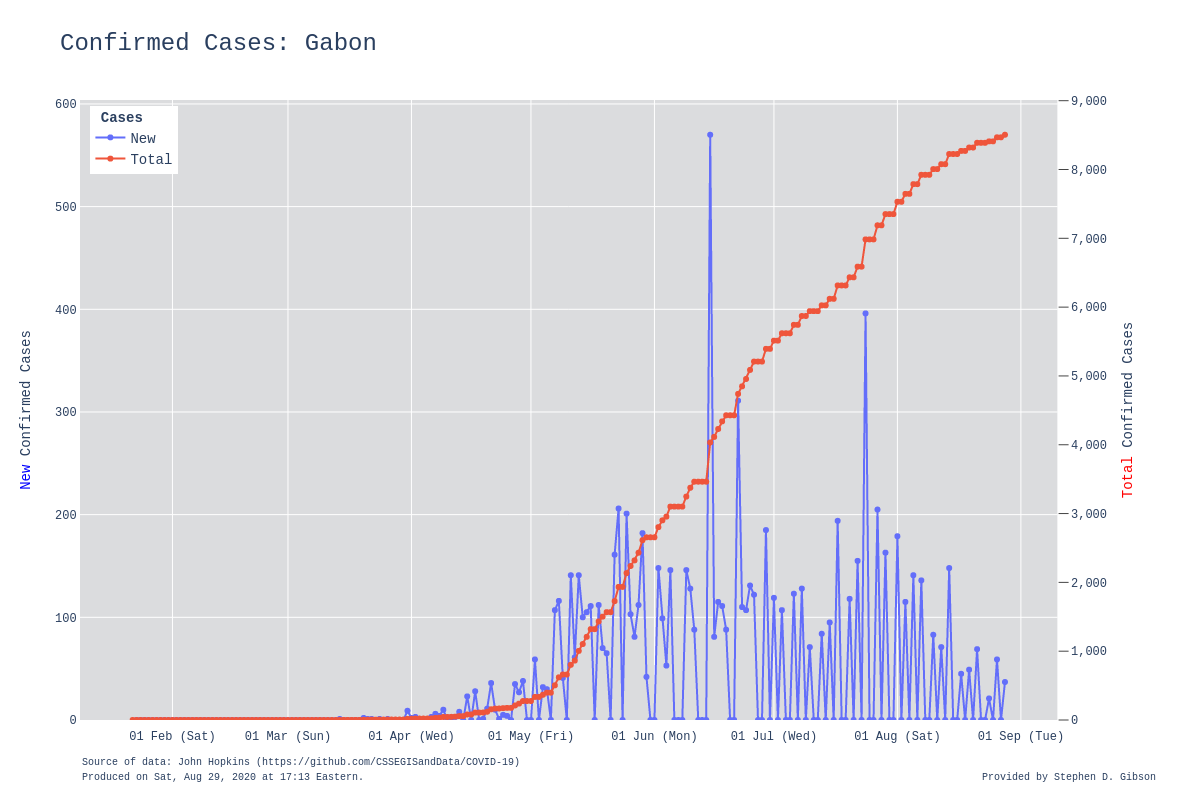 Confirmed Cases: Gabon
Cases
New
Total
600
500
400
300
200
100
0
9,000
8,000
7,000
6,000
5,000
4,000
3,000
2,000
1,000
0
New Confirmed Cases
Total Confirmed Cases
01 Feb (Sat) 01 Mar (Sun) 01 Apr (Wed) 01 May (Fri) 01 Jun (Mon) 01 Jul (Wed) 01 Aug (Sat) 01 Sep (Tue)
Source of data: John Hopkins (https://github.com/CSSEGISandData/COVID-19)
Produced on Sat, Aug 29, 2020 at 17:13 Eastern.
Provided by Stephen D. Gibson